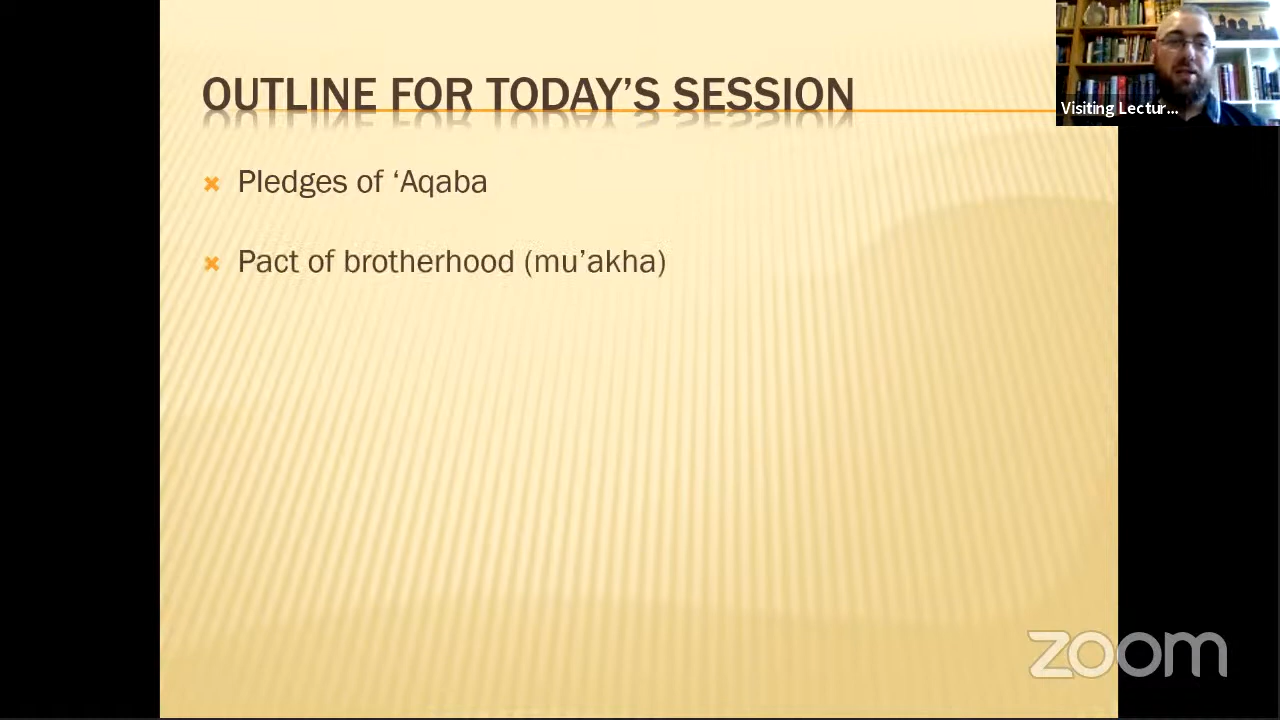 OUTLINE FOR TODAY’S SESSION
Visiting Lectur...
Pledges of ‘Aqaba
Pact of brotherhood (mu’akha)
zoom